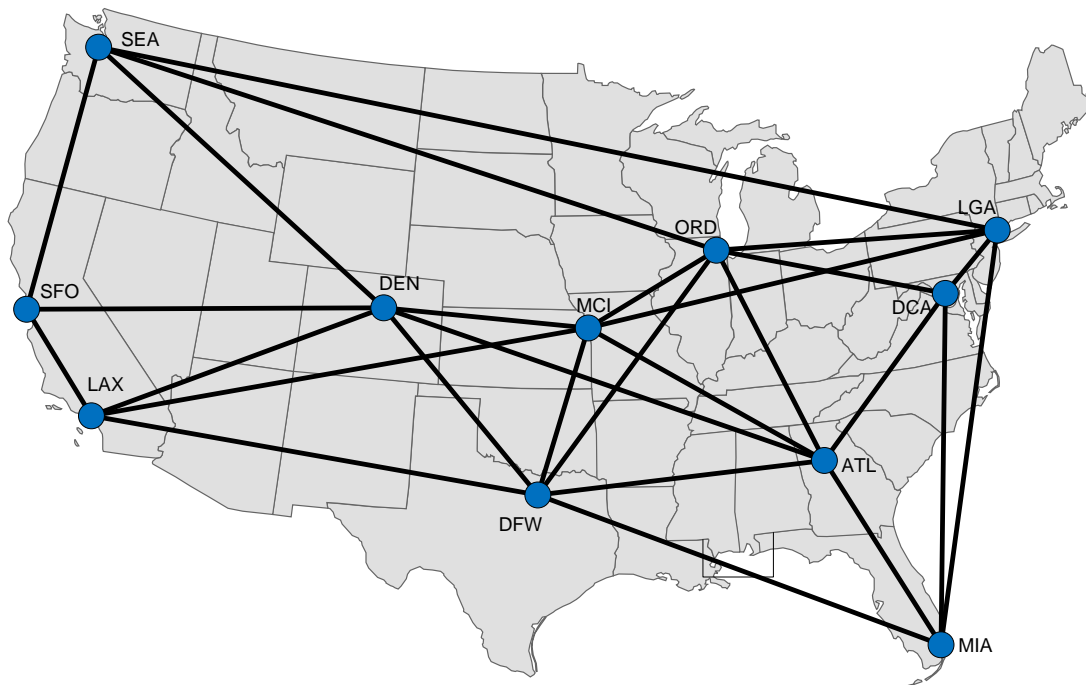 SEA
LGA
ORD
DEN
SFO
MCI
DCA
LAX
ATL
DFW
MIA